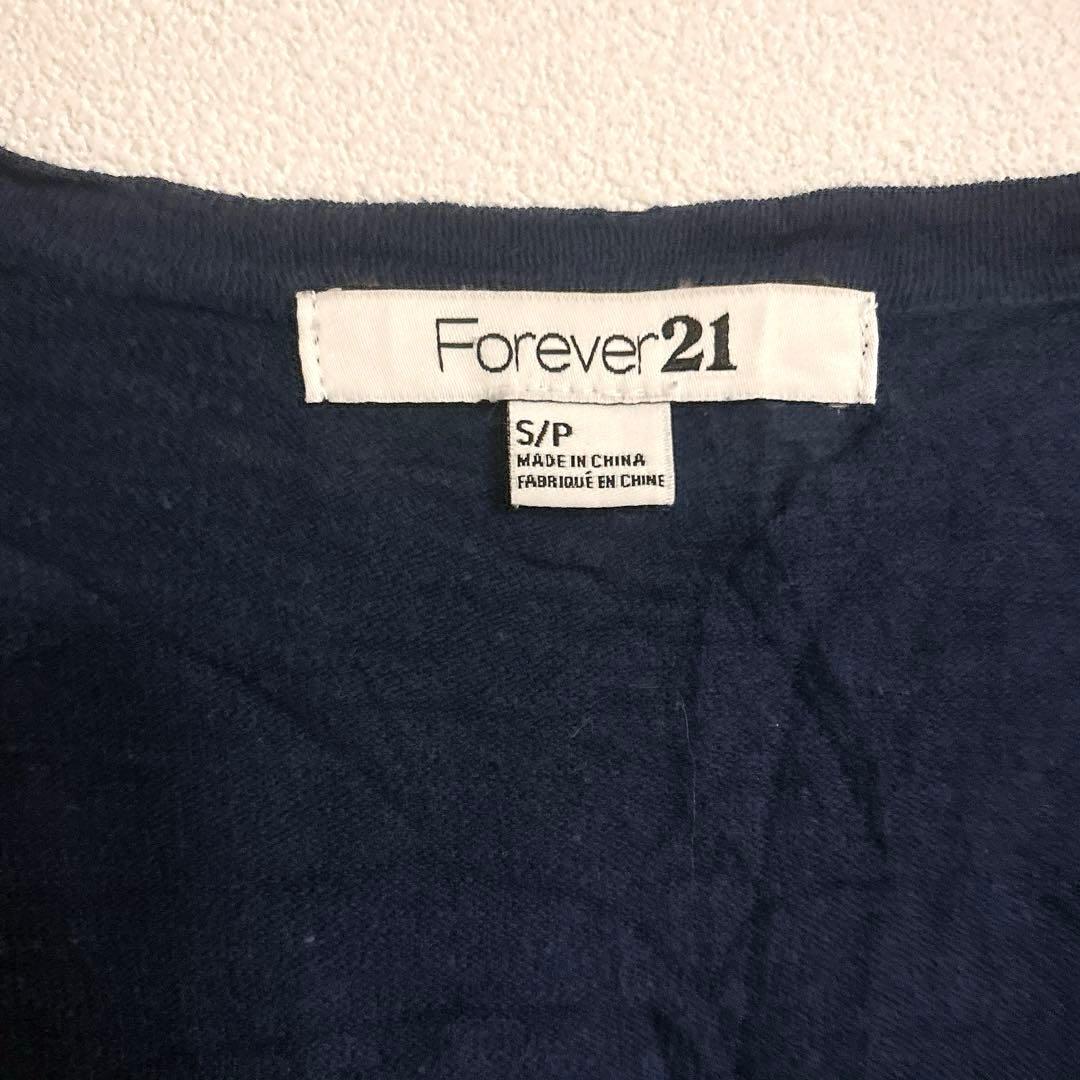 Forever21
S/P
MADE IN CHINA
FABRIQUÉ EN CHINE